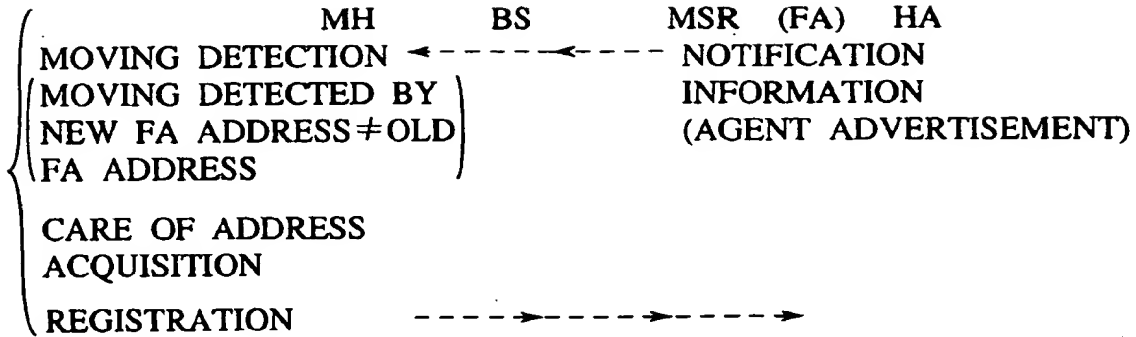 MH BS MSR (FA) HA
MOVING DETECTION NOTIFICATION
(MOVING DETECTED BY INFORMATION
NEW FA ADDRESS≠OLD (AGENT ADVERTISEMENT)
FA ADDRESS)
CARE OF ADDRESS
ACQUISITION
REGISTRATION